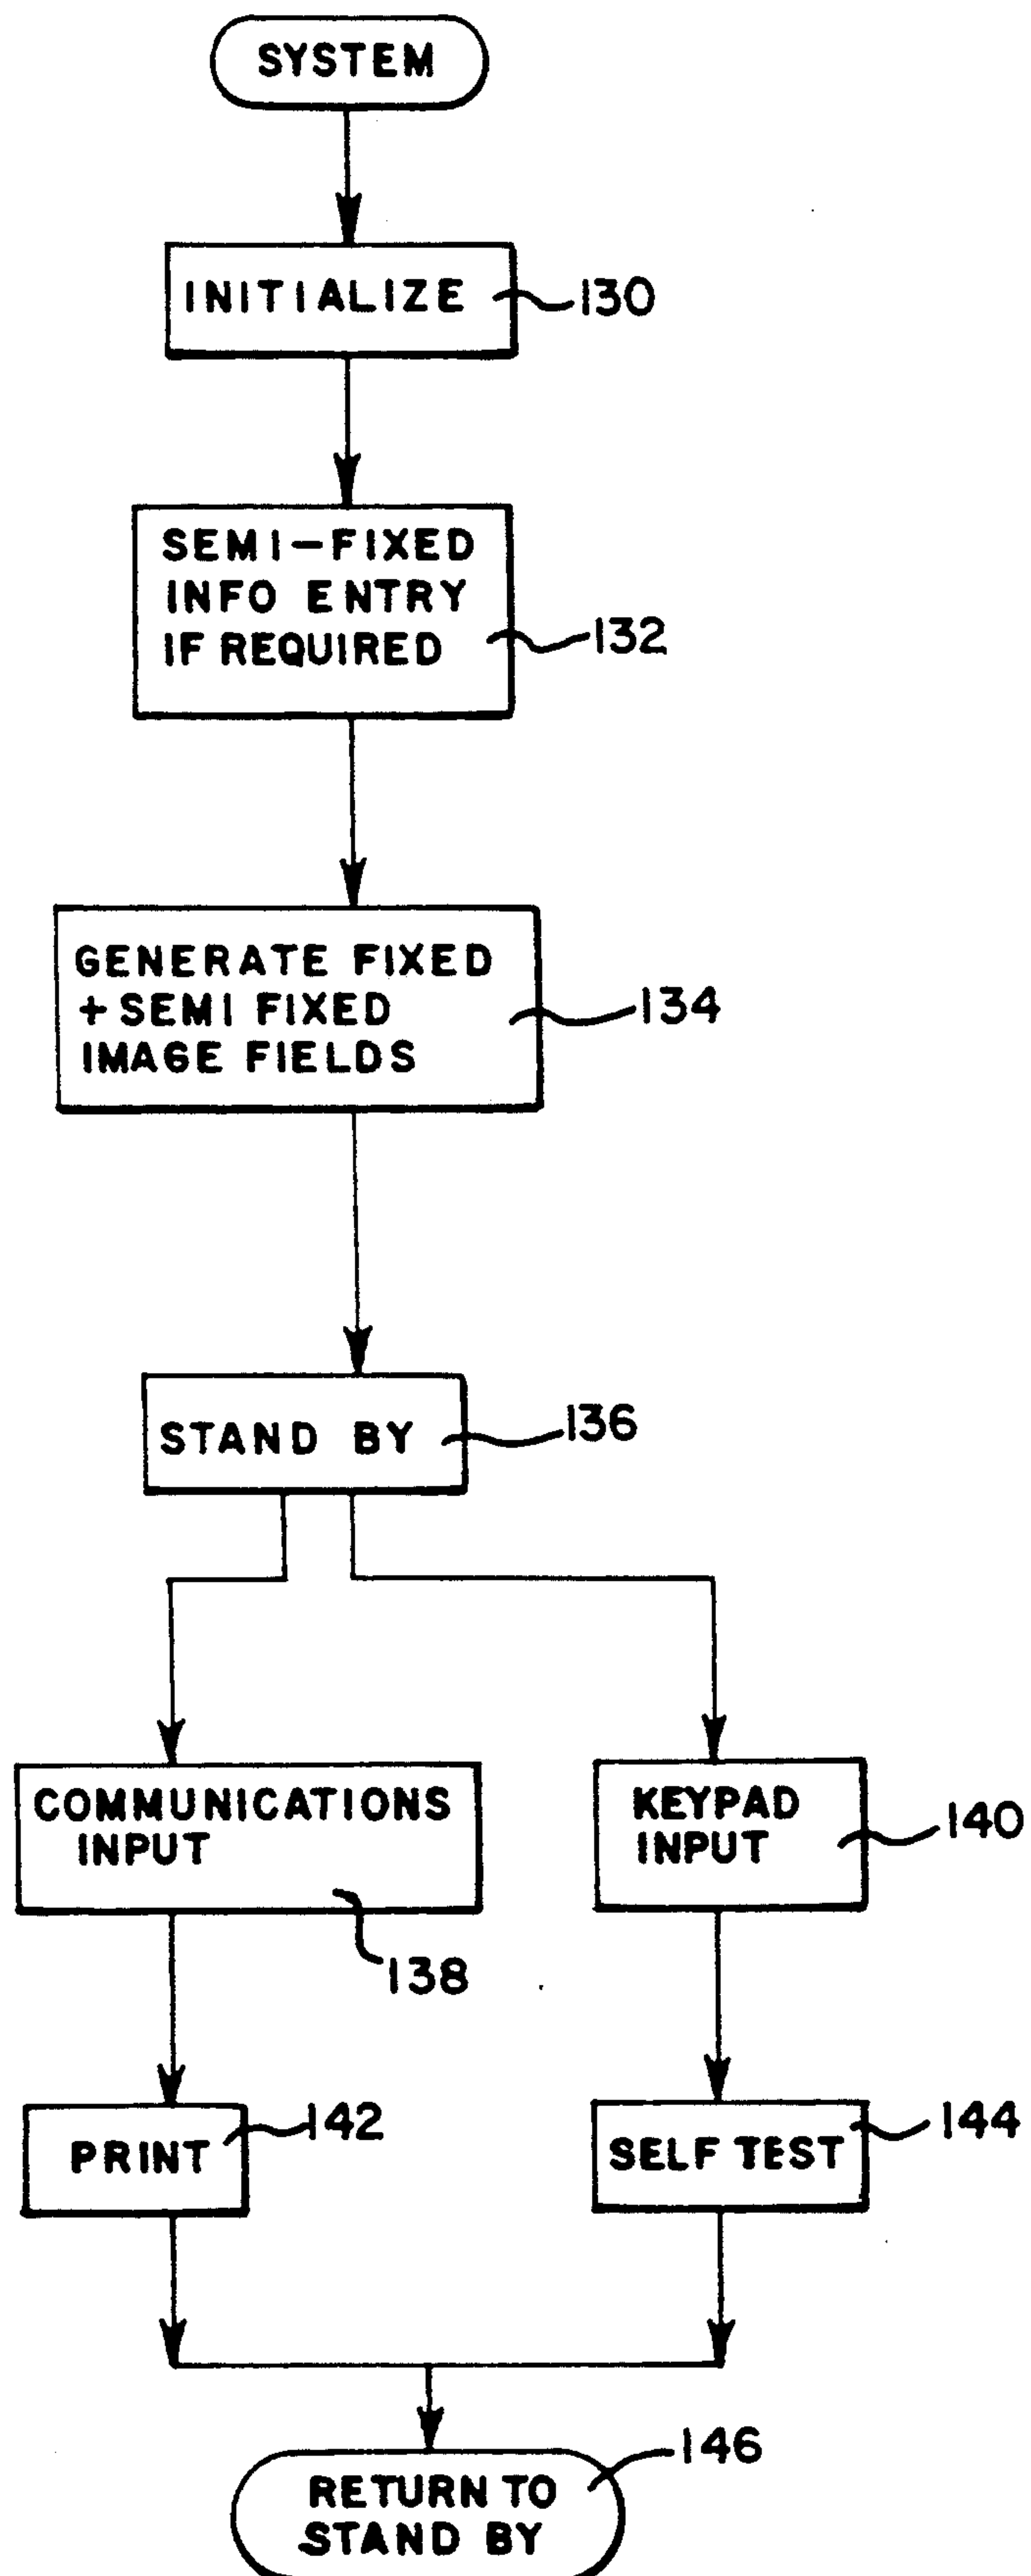 SYSTEM
INITIALIZE
130
SEMI-FIXED
INFO ENTRY
IF REQUIRED
132
GENERATE FIXED
+ SEMI FIXED
IMAGE FIELDS
134
STAND BY
136
COMMUNICATIONS
INPUT
138
KEYPAD
INPUT
140
PRINT
142
SELF TEST
144
RETURN TO
STAND BY
146